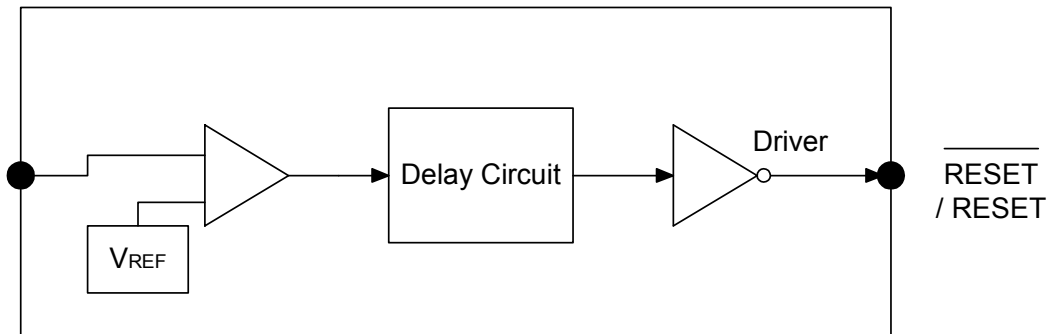 Driver
Delay Circuit
RESET
/ RESET
VREF